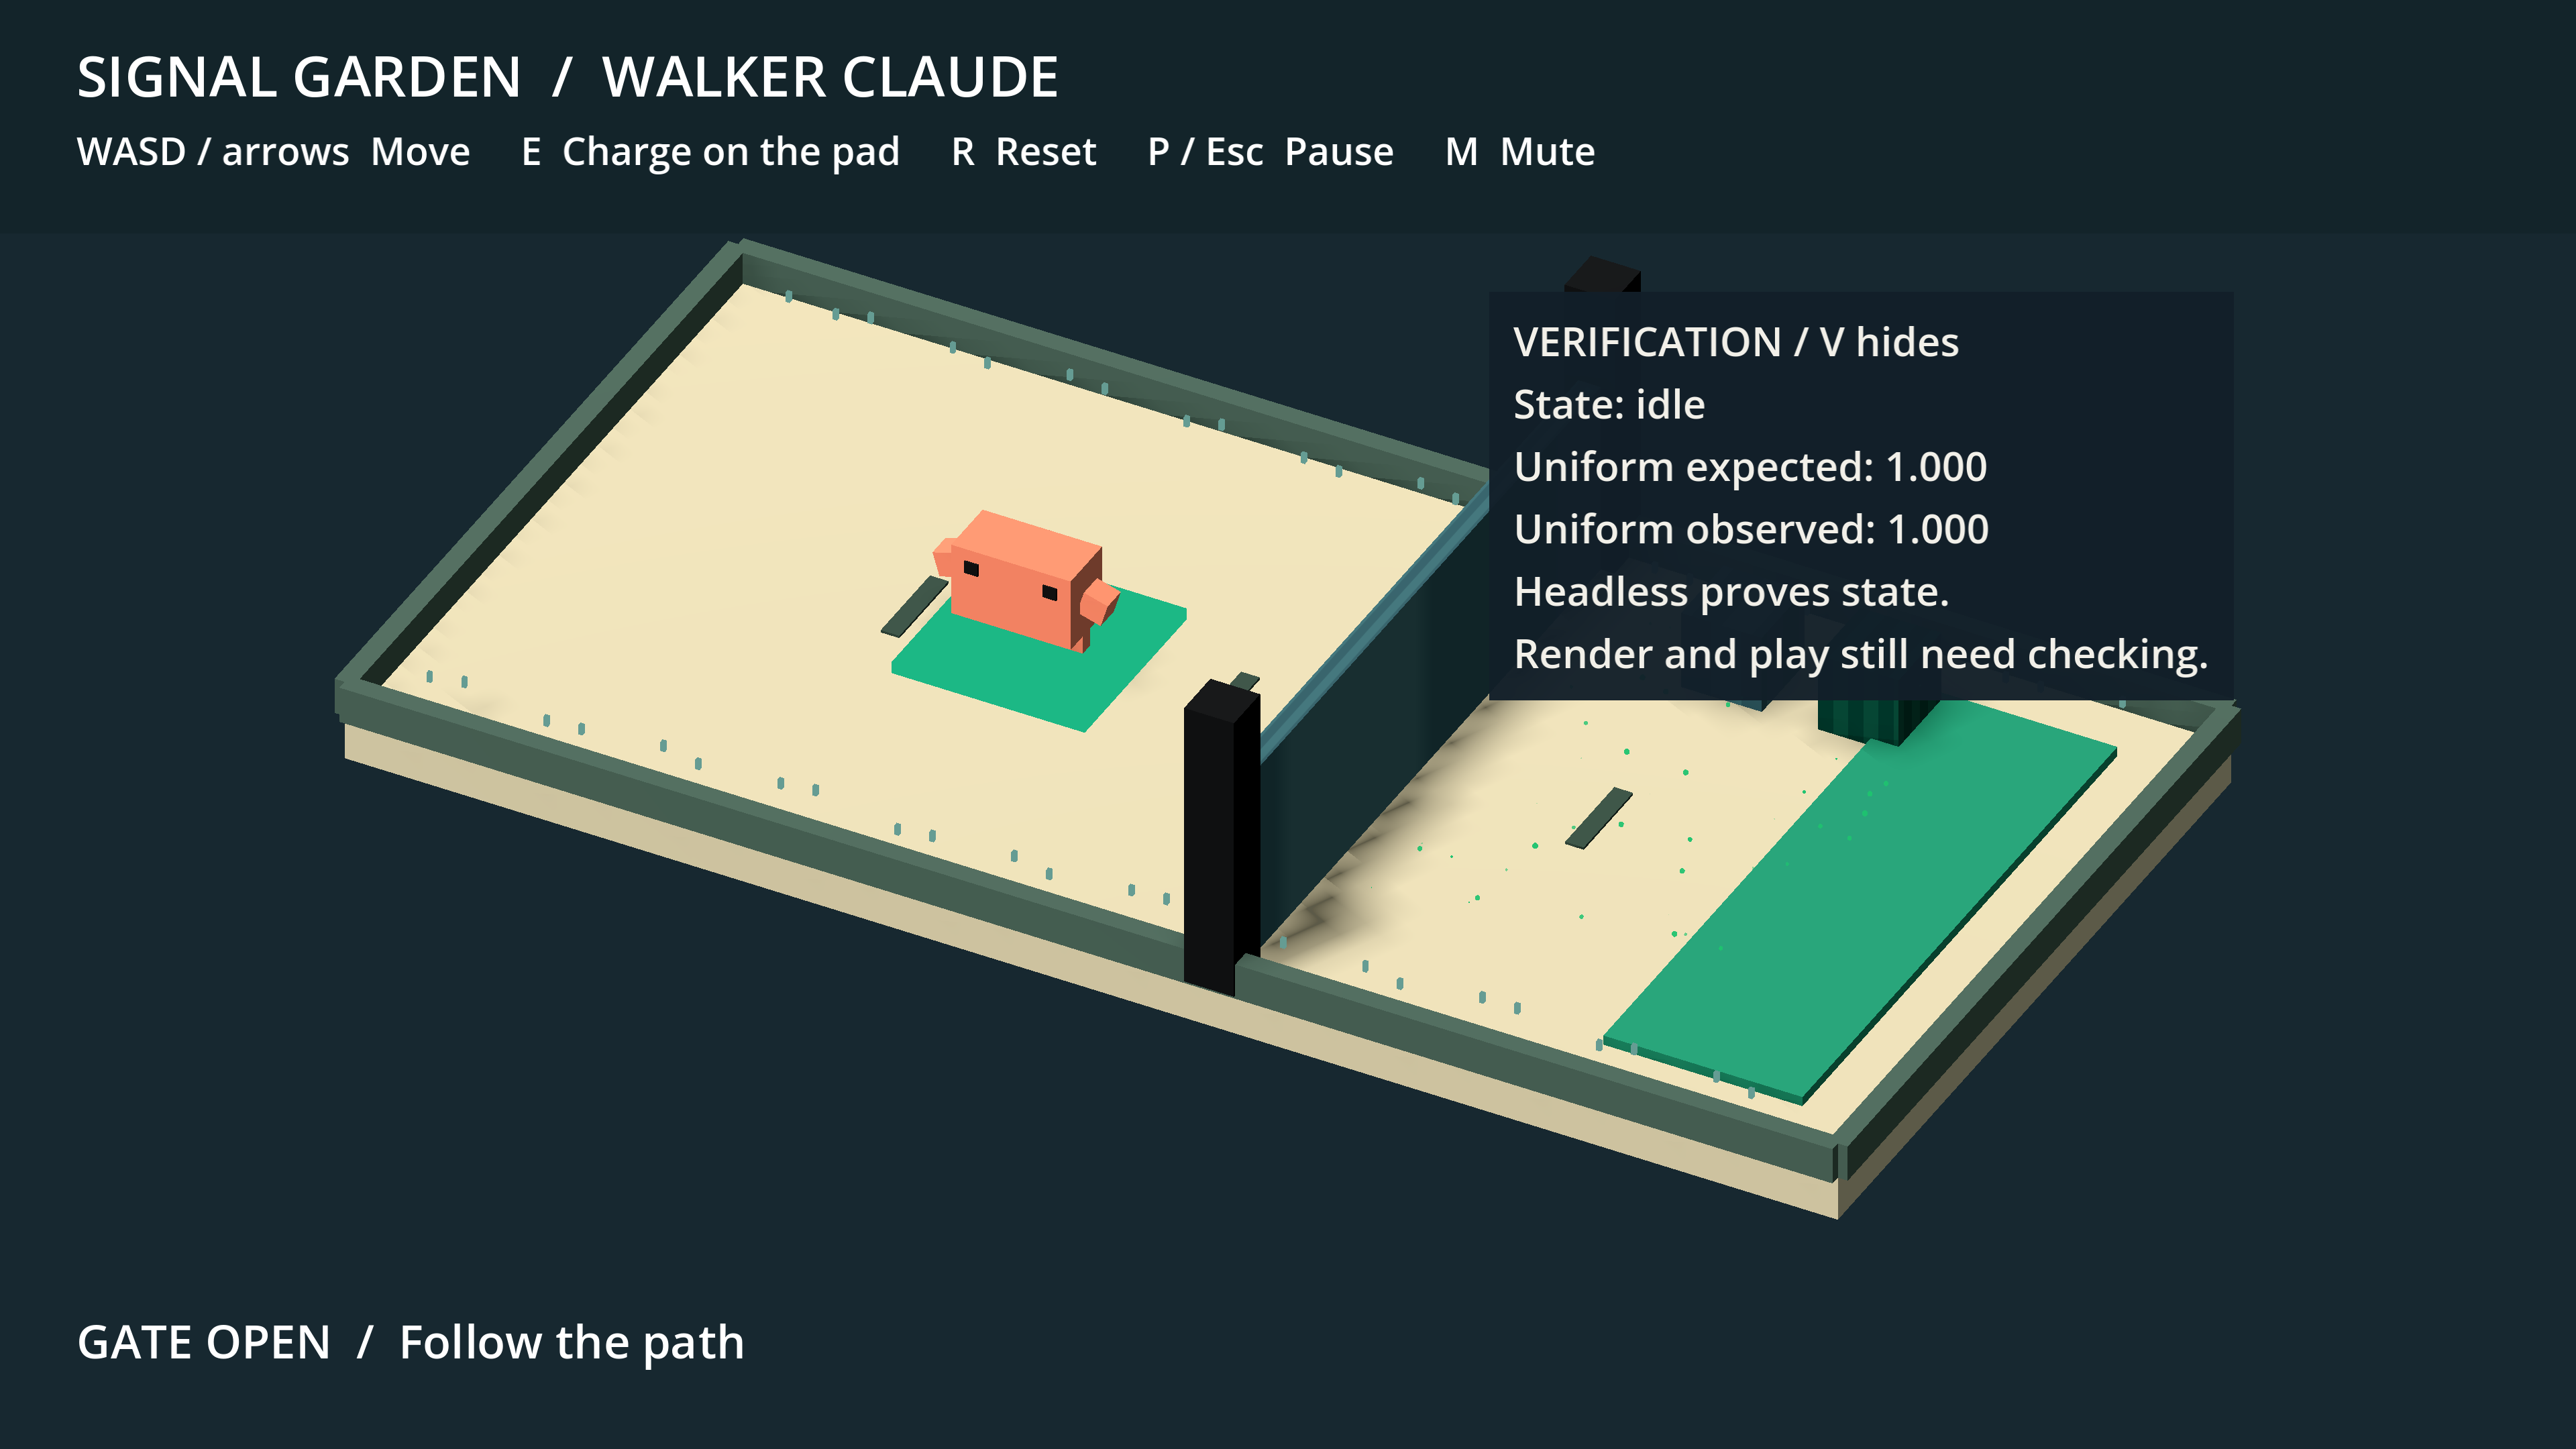 SIGNAL GARDEN / WALKER CLAUDE
WASD / arrows Move E Charge on the pad R Reset P / Esc Pause M Mute
VERIFICATION / V hides
State: idle
Uniform expected: 1.000
Uniform observed: 1.000
Headless proves state.
Render and play still need checking.
GATE OPEN / Follow the path